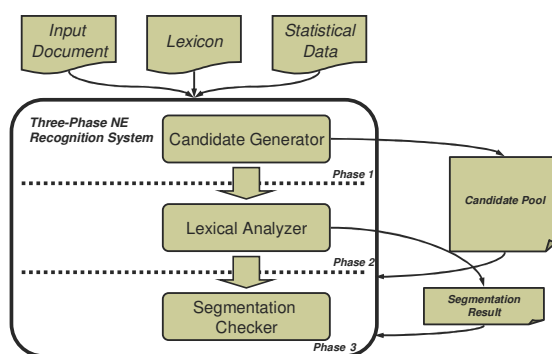 Input
Document
Lexicon
Statistical
Data
Three-Phase NE
Recognition System
Candidate Generator
Phase 1
Candidate Pool
Lexical Analyzer
Phase 2
Segmentation
Result
Segmentation
Checker
Phase 3